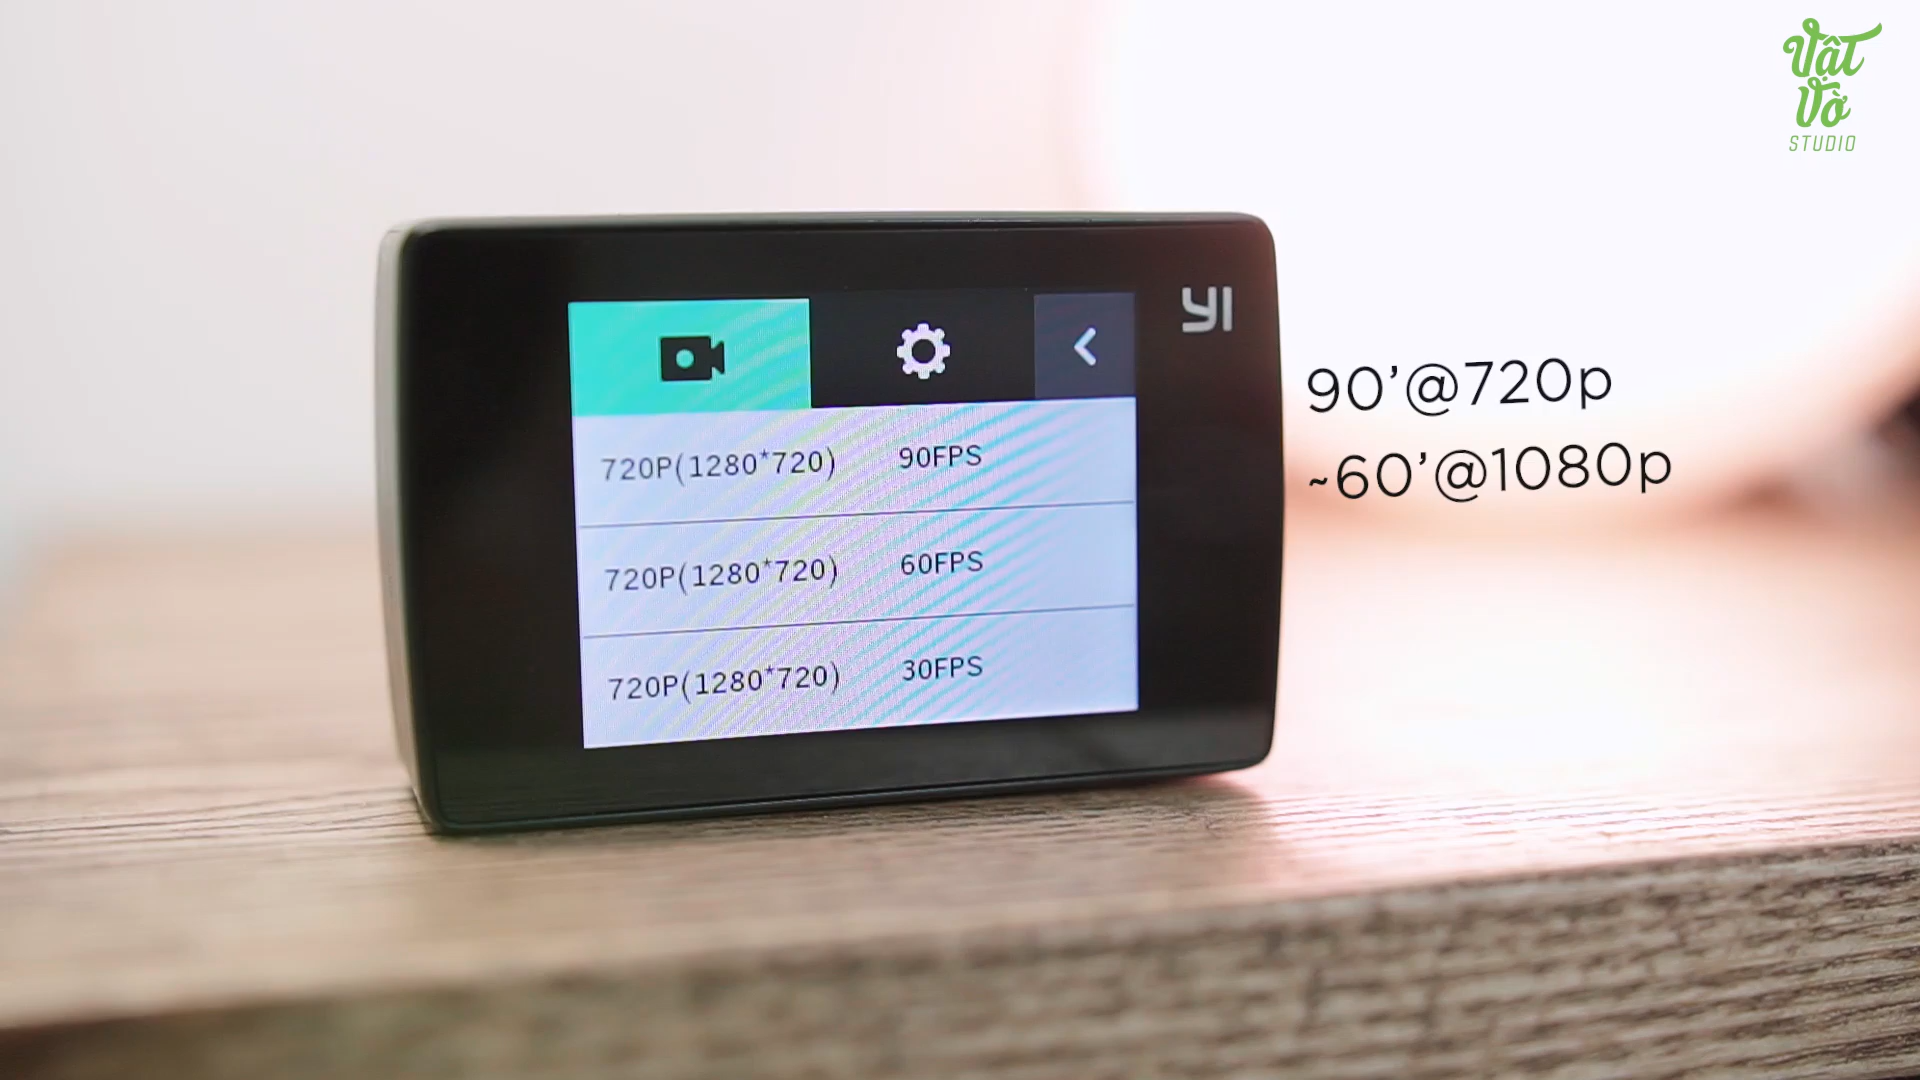 Vật
Vờ
STUDIO
YI
90'@720p
~60'@1080p
720P(1280*720) 90FPS
720P(1280*720) 60FPS
720P(1280*720) 30FPS